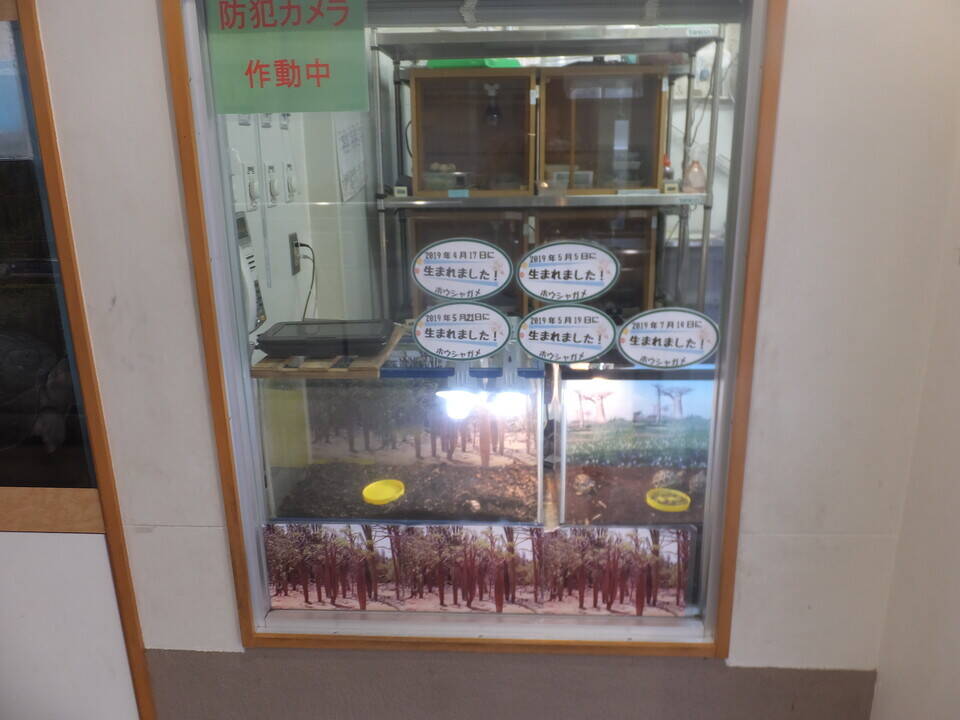 防犯カメラ
作動中
2019年4月17日に
生まれました!
ホウシャガメ
2019年5月5日に
生まれました!
ホウシャガメ
2019年5月21日に
生まれました!
ホウシャガメ
2019年5月19日に
生まれました!
ホウシャガメ
2019年7月14日に
生まれました!
ホウシャガメ